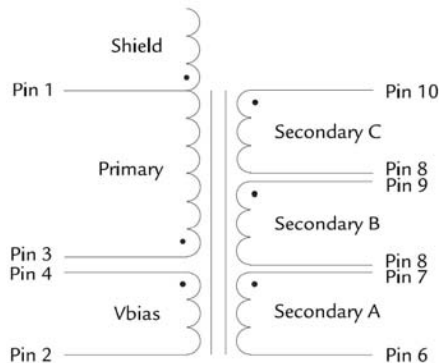 Shield
Pin 1
Pin 10
Secondary C
Primary
Pin 8
Pin 9
Secondary B
Pin 3
Pin 8
Pin 4
Pin 7
Vbias
Secondary A
Pin 2
Pin 6